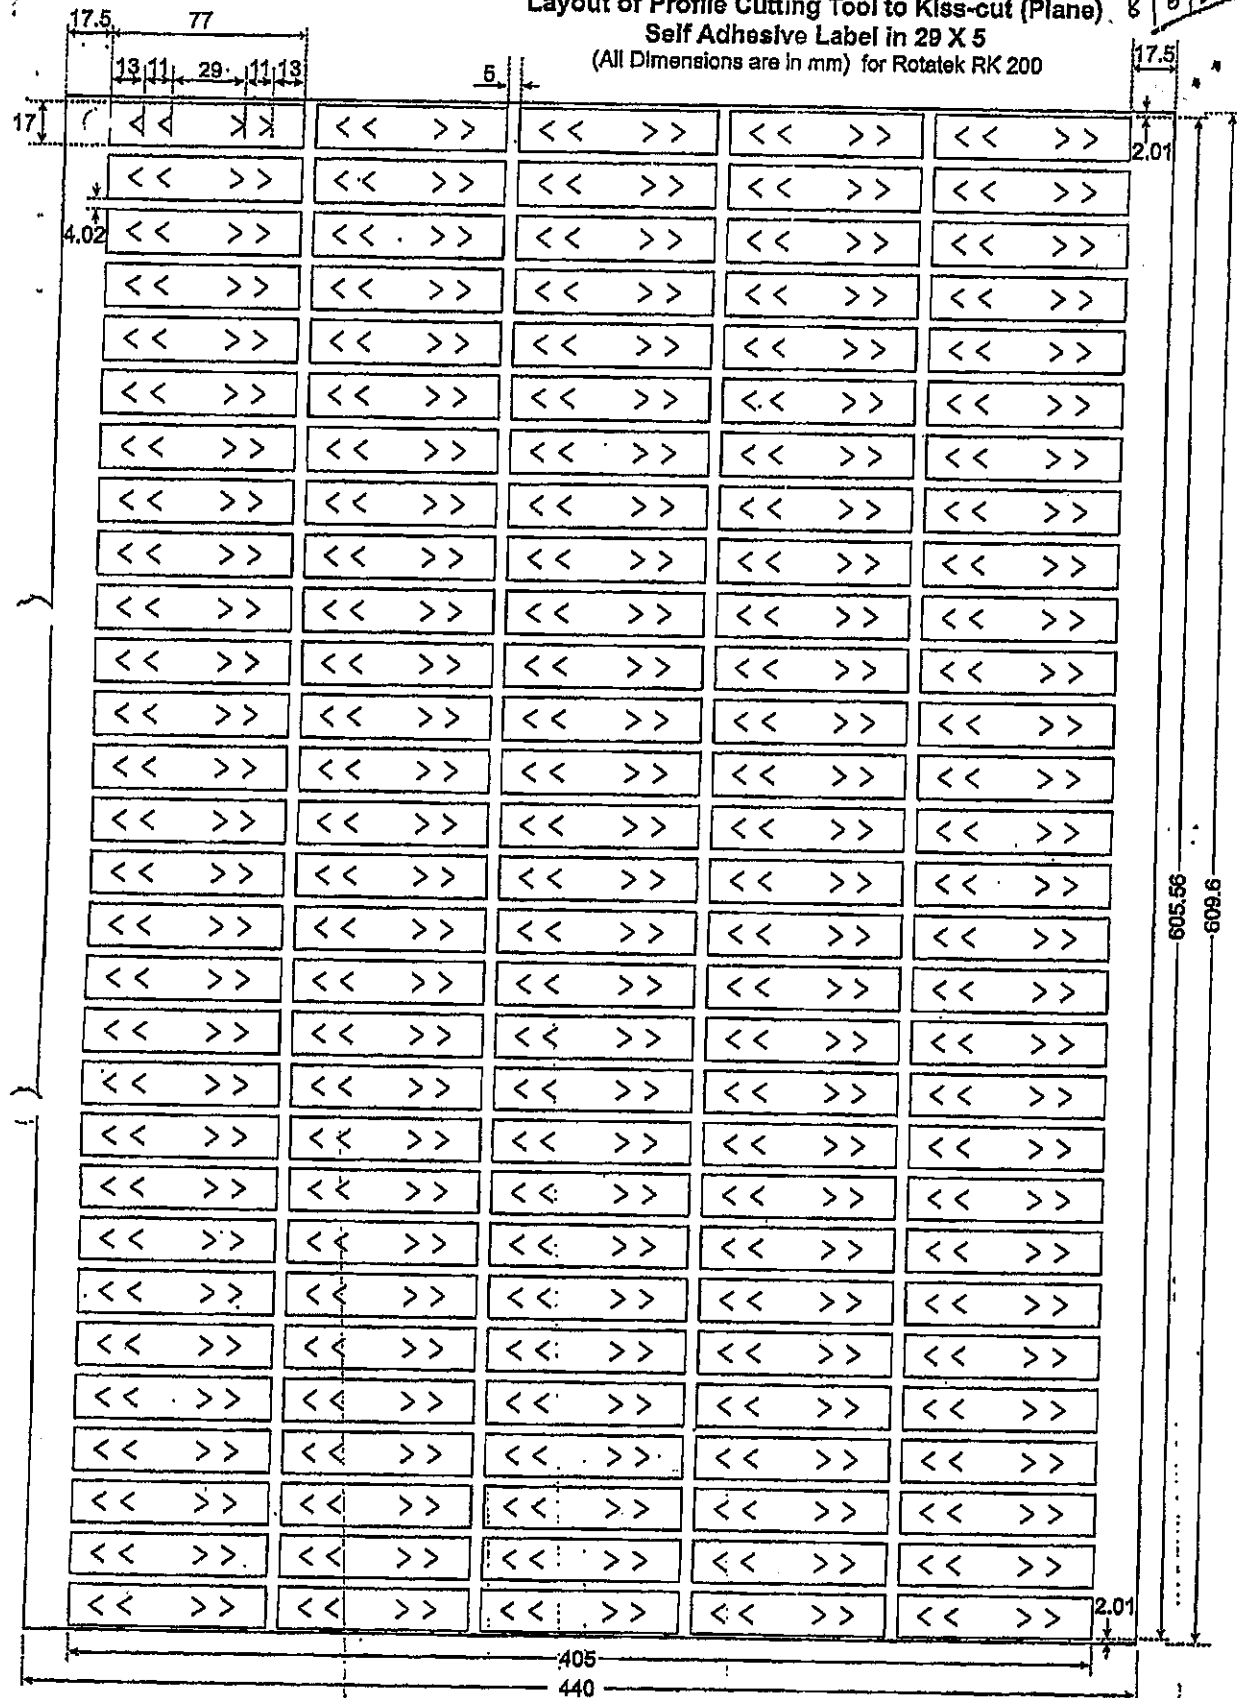 Layout of Profile Cutting Tool to Kiss-cut (Plane)
Self Adhesive Label in 29 X 5
(All Dimensions are in mm) for Rotatek RK 200
17.5 77 17.5
13 11 29 11 13 5
17
2.01
4.02
605.56
609.6
2.01
405
440